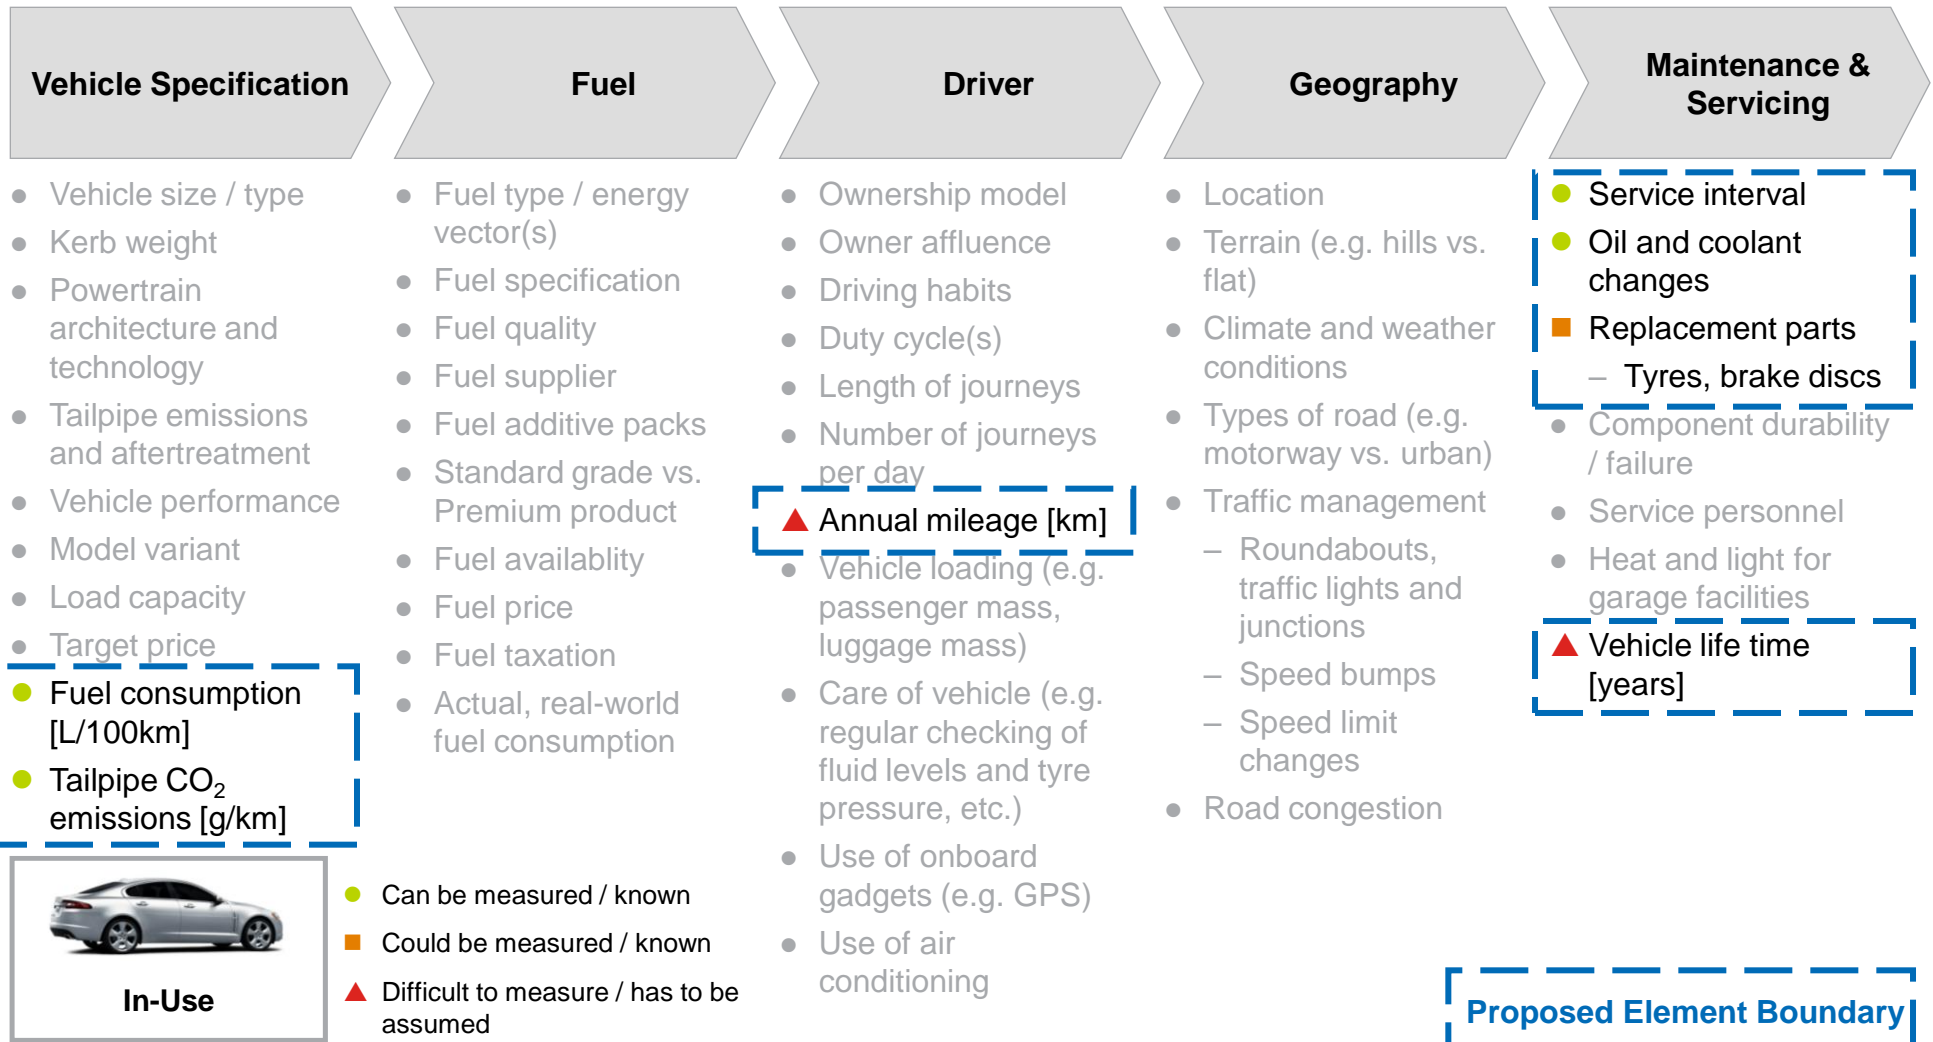 Vehicle Specification
Fuel
Driver
Geography
Maintenance &
Servicing
● Vehicle size / type
● Kerb weight
● Powertrain
architecture and
technology
● Tailpipe emissions
and aftertreatment
● Vehicle performance
● Model variant
● Load capacity
● Target price
● Fuel consumption
[L/100km]
● Tailpipe CO₂
emissions [g/km]
● Fuel type / energy
vector(s)
● Fuel specification
● Fuel quality
● Fuel supplier
● Fuel additive packs
● Standard grade vs.
Premium product
● Fuel availablity
● Fuel price
● Fuel taxation
● Actual, real-world
fuel consumption
● Ownership model
● Owner affluence
● Driving habits
● Duty cycle(s)
● Length of journeys
● Number of journeys
per day
▲ Annual mileage [km]
● Vehicle loading (e.g.
passenger mass,
luggage mass)
● Care of vehicle (e.g.
regular checking of
fluid levels and tyre
pressure, etc.)
● Use of onboard
gadgets (e.g. GPS)
● Use of air
conditioning
● Location
● Terrain (e.g. hills vs.
flat)
● Climate and weather
conditions
● Types of road (e.g.
motorway vs. urban)
● Traffic management
– Roundabouts,
traffic lights and
junctions
– Speed bumps
– Speed limit
changes
● Road congestion
● Service interval
● Oil and coolant
changes
■ Replacement parts
– Tyres, brake discs
● Component durability
/ failure
● Service personnel
● Heat and light for
garage facilities
▲ Vehicle life time
[years]
In-Use
● Can be measured / known
■ Could be measured / known
▲ Difficult to measure / has to be
assumed
Proposed Element Boundary